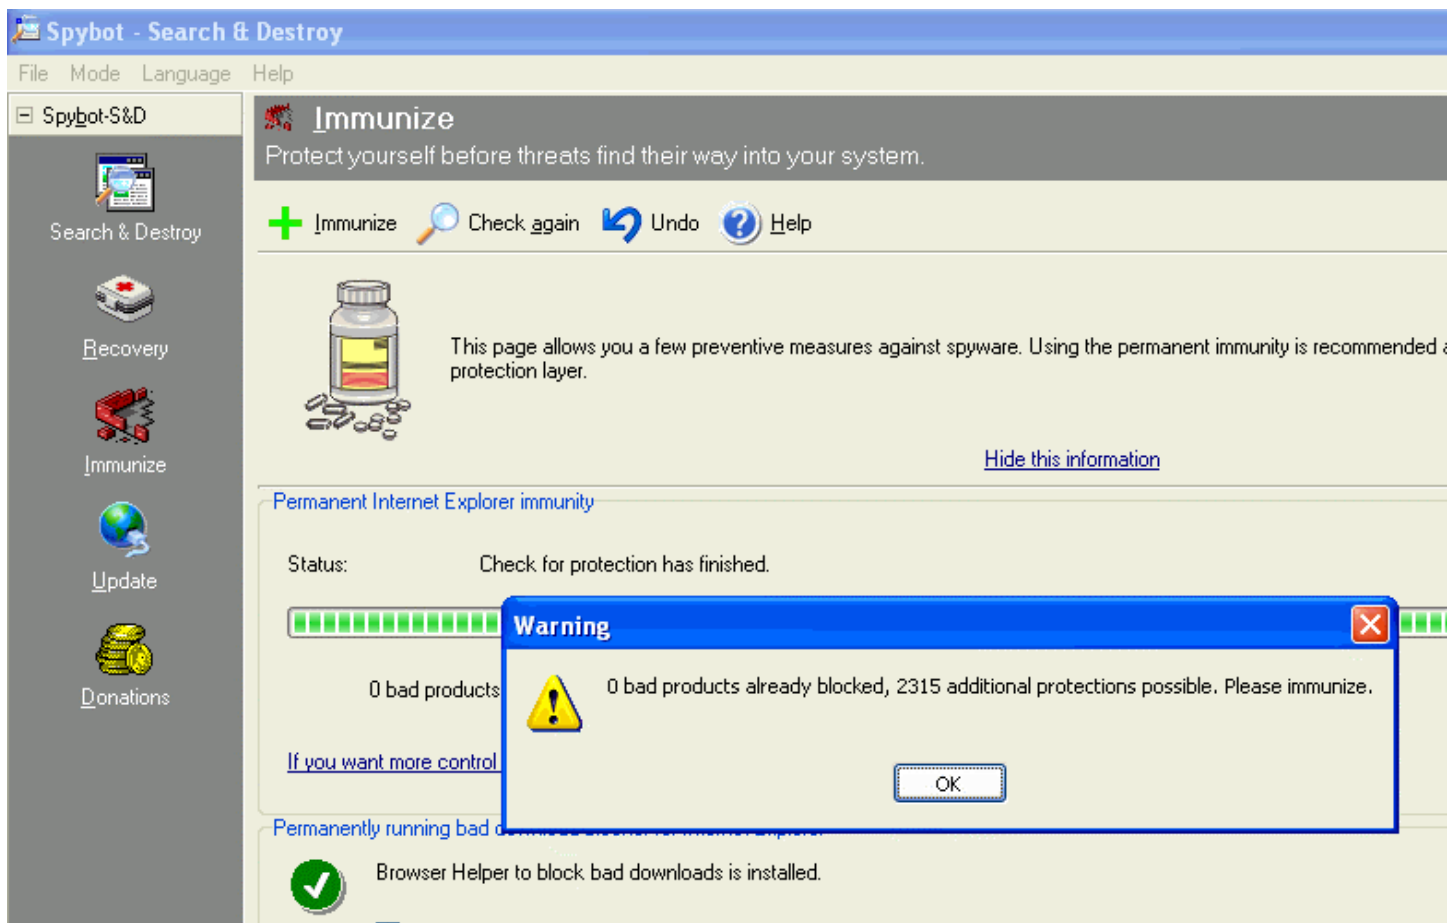 Spybot - Search & Destroy
File Mode Language Help
Spybot-S&D
Search & Destroy
Recovery
Immunize
Update
Donations
Immunize
Protect yourself before threats find their way into your system.
Immunize Check again Undo Help
This page allows you a few preventive measures against spyware. Using the permanent immunity is recommended
protection layer.
Hide this information
Permanent Internet Explorer immunity
Status: Check for protection has finished.
0 bad products
If you want more control
Warning
0 bad products already blocked, 2315 additional protections possible. Please immunize.
OK
Permanently running bad
Browser Helper to block bad downloads is installed.